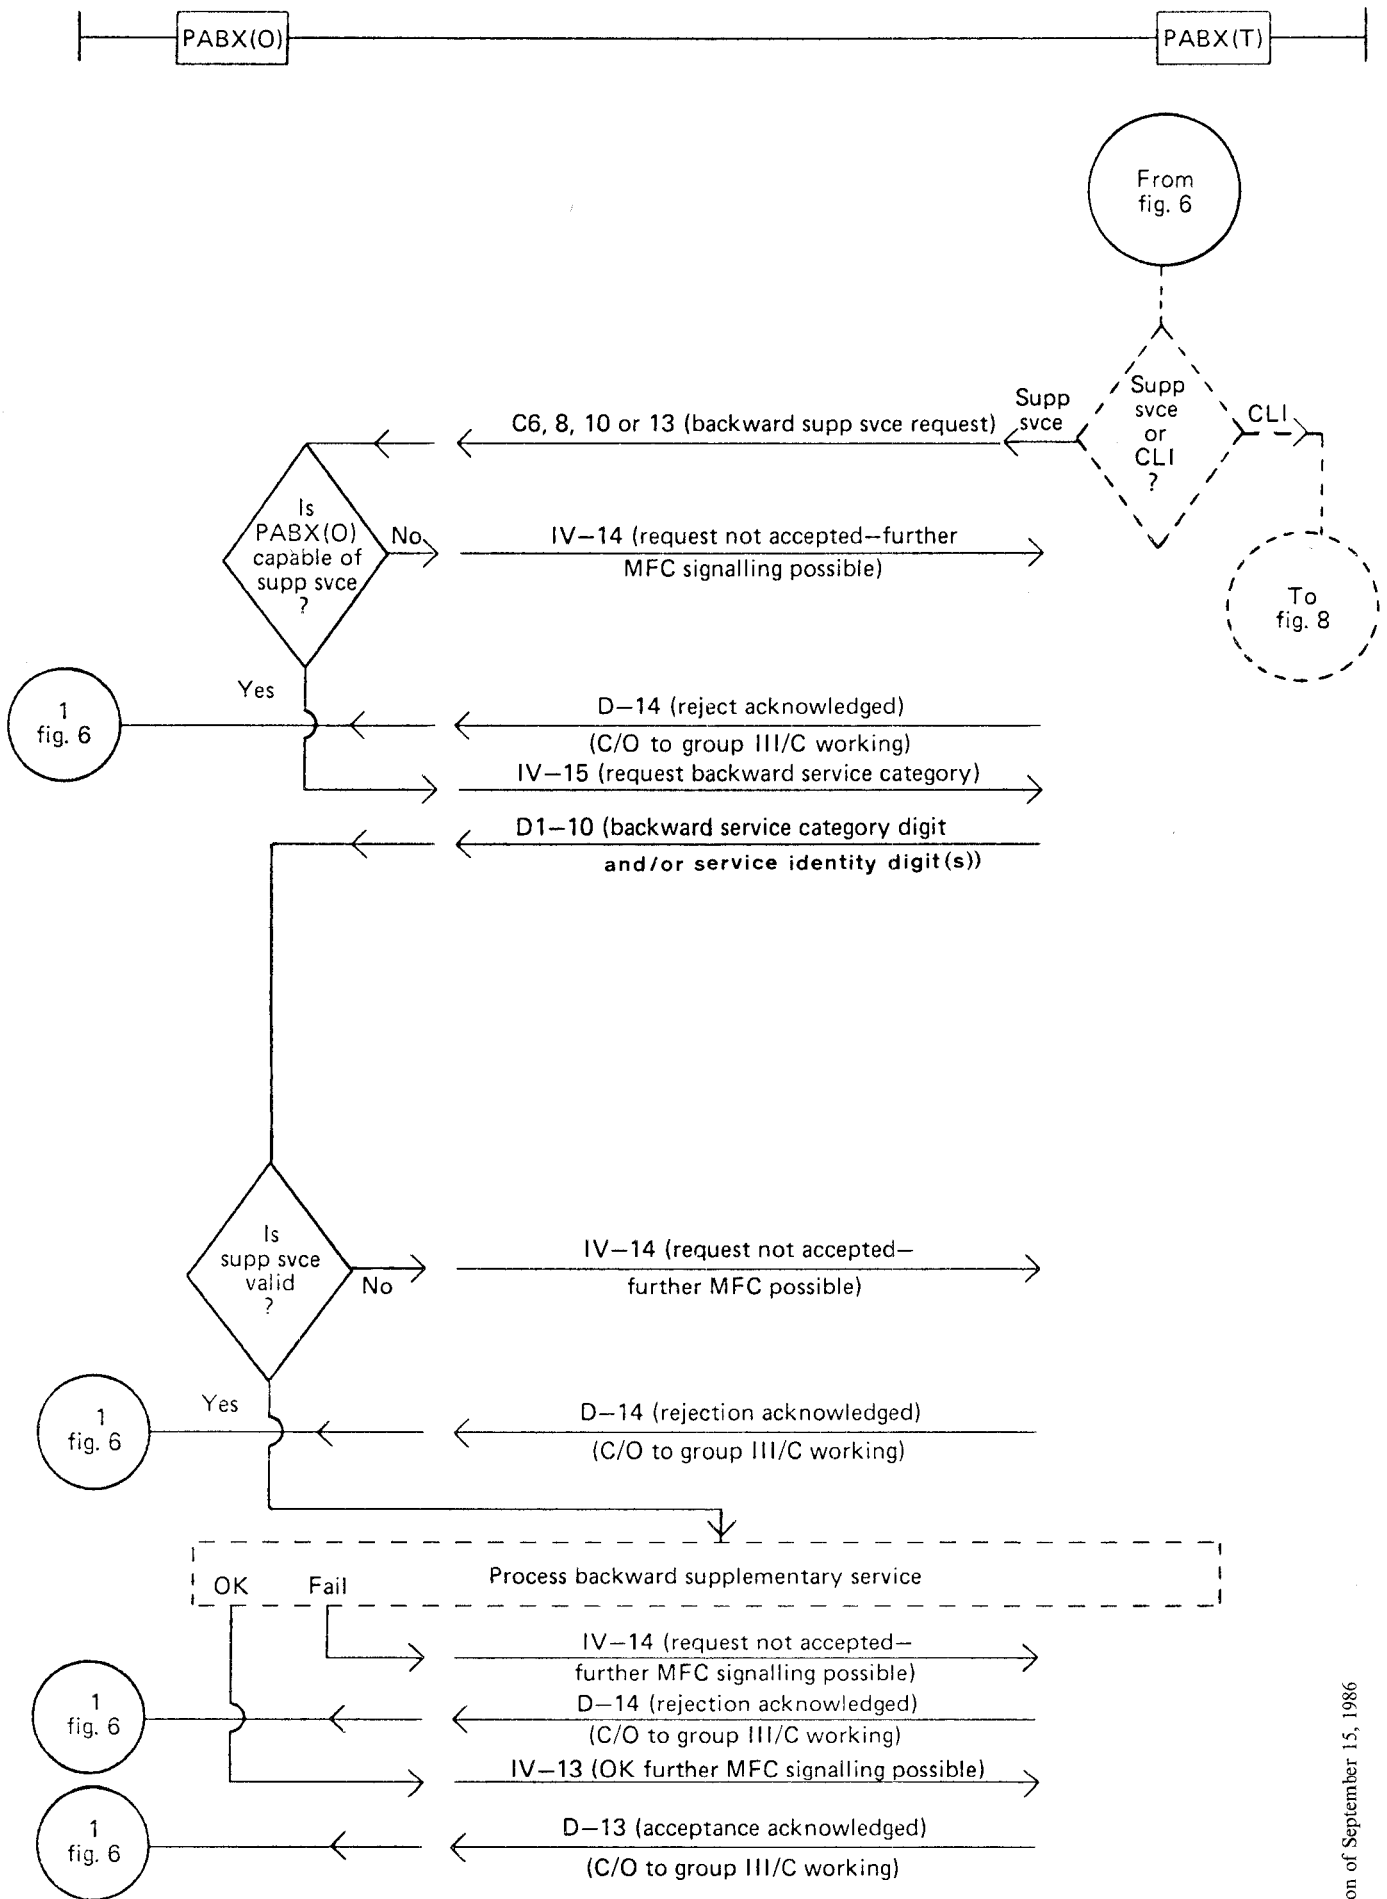 PABX(O)
PABX(T)
From
fig. 6
Supp
svce
or
CLI
?
Supp
svce
CLI
C6, 8, 10 or 13 (backward supp svce request)
Is
PABX(O)
capable of
supp svce
?
No
IV–14 (request not accepted–further
MFC signalling possible)
To
fig. 8
Yes
1
fig. 6
D–14 (reject acknowledged)
(C/O to group III/C working)
IV–15 (request backward service category)
D1–10 (backward service category digit
and/or service identity digit(s))
Is
supp svce
valid
?
No
IV–14 (request not accepted–
further MFC possible)
Yes
1
fig. 6
D–14 (rejection acknowledged)
(C/O to group III/C working)
Process backward supplementary service
OK
Fail
IV–14 (request not accepted–
further MFC signalling possible)
1
fig. 6
D–14 (rejection acknowledged)
(C/O to group III/C working)
IV–13 (OK further MFC signalling possible)
1
fig. 6
D–13 (acceptance acknowledged)
(C/O to group III/C working)
on of September 15, 1986